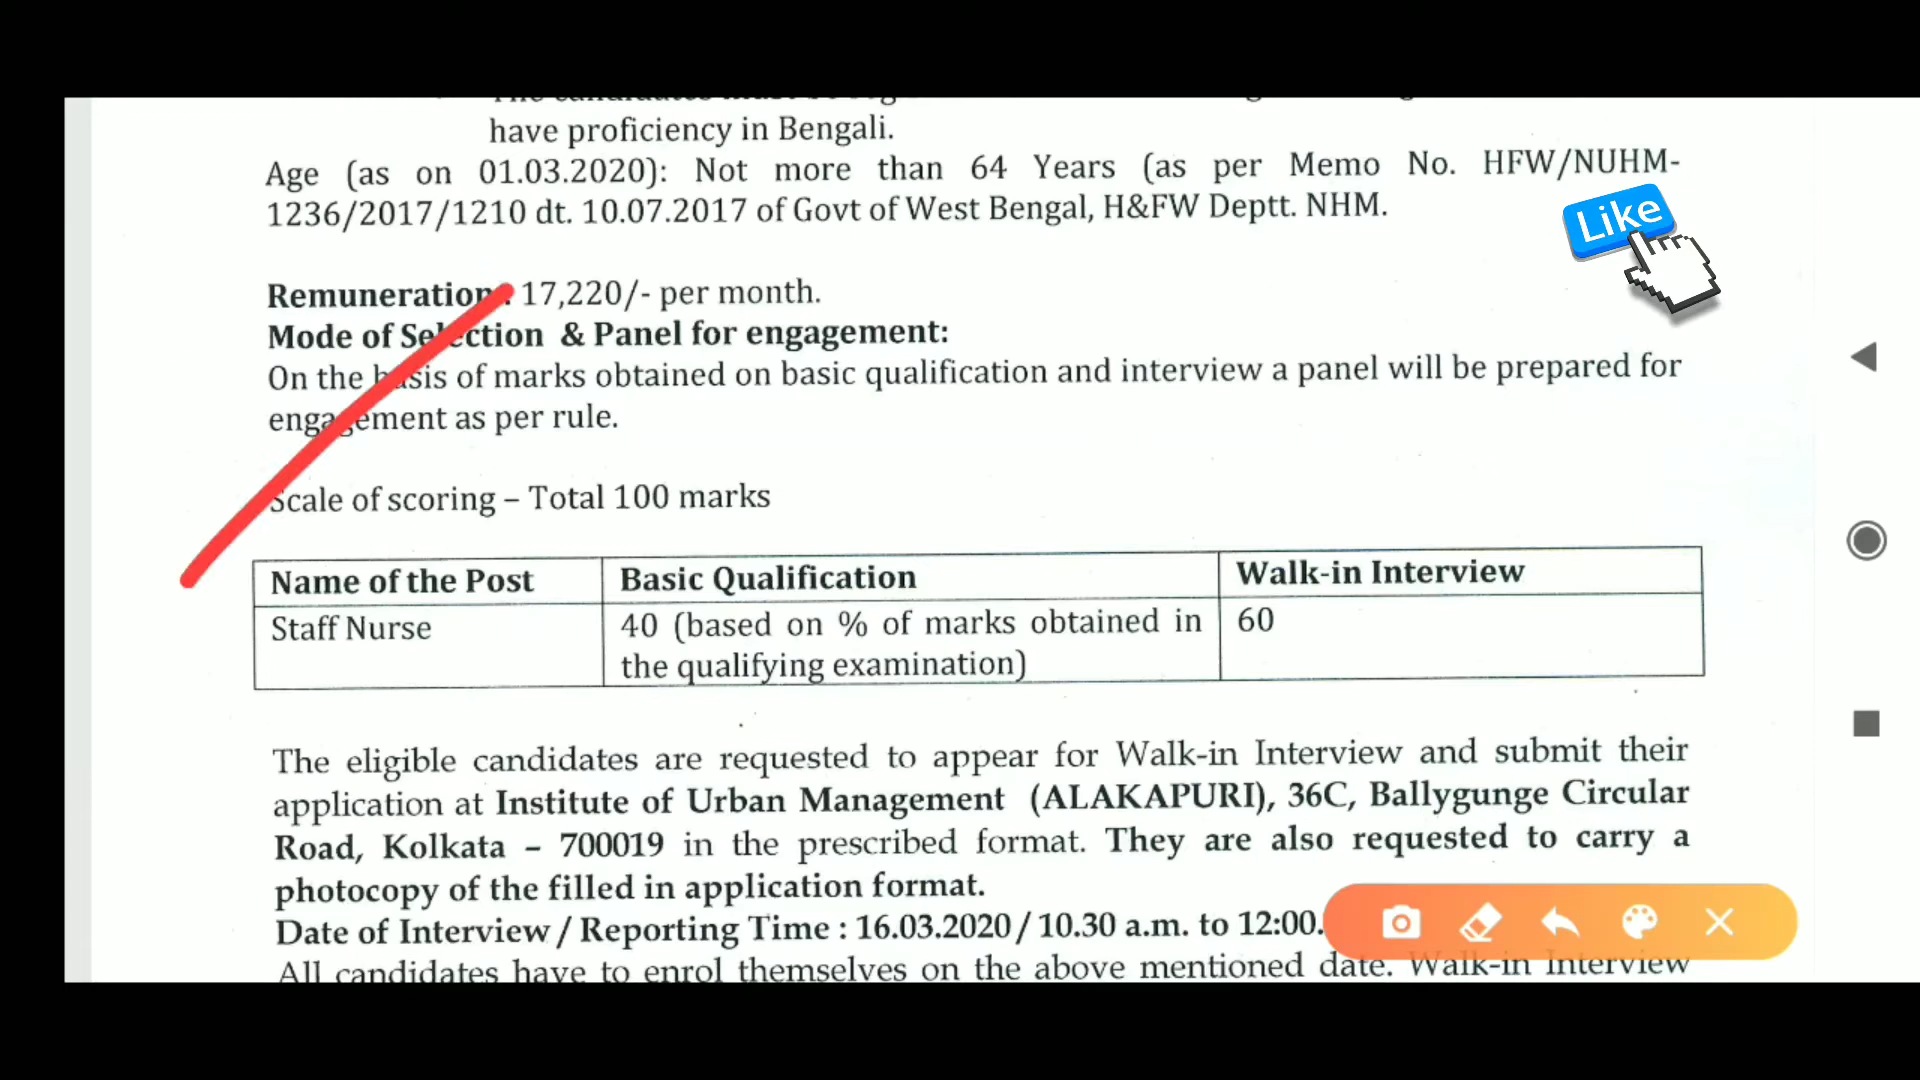 have proficiency in Bengali.
Age (as on 01.03.2020): Not more than 64 Years (as per Memo No. HFW/NUHM-
1236/2017/1210 dt. 10.07.2017 of Govt of West Bengal, H&FW Deptt. NHM.
Like
Remuneration : 17,220/- per month.
Mode of Selection & Panel for engagement:
On the basis of marks obtained on basic qualification and interview a panel will be prepared for
engagement as per rule.
Scale of scoring – Total 100 marks
Name of the Post Basic Qualification Walk-in Interview
Staff Nurse 40 (based on % of marks obtained in 60
the qualifying examination)
The eligible candidates are requested to appear for Walk-in Interview and submit their
application at Institute of Urban Management (ALAKAPURI), 36C, Ballygunge Circular
Road, Kolkata – 700019 in the prescribed format. They are also requested to carry a
photocopy of the filled in application format.
Date of Interview / Reporting Time : 16.03.2020 / 10.30 a.m. to 12:00.
All candidates have to enrol themselves on the above mentioned date. Walk-in Interview